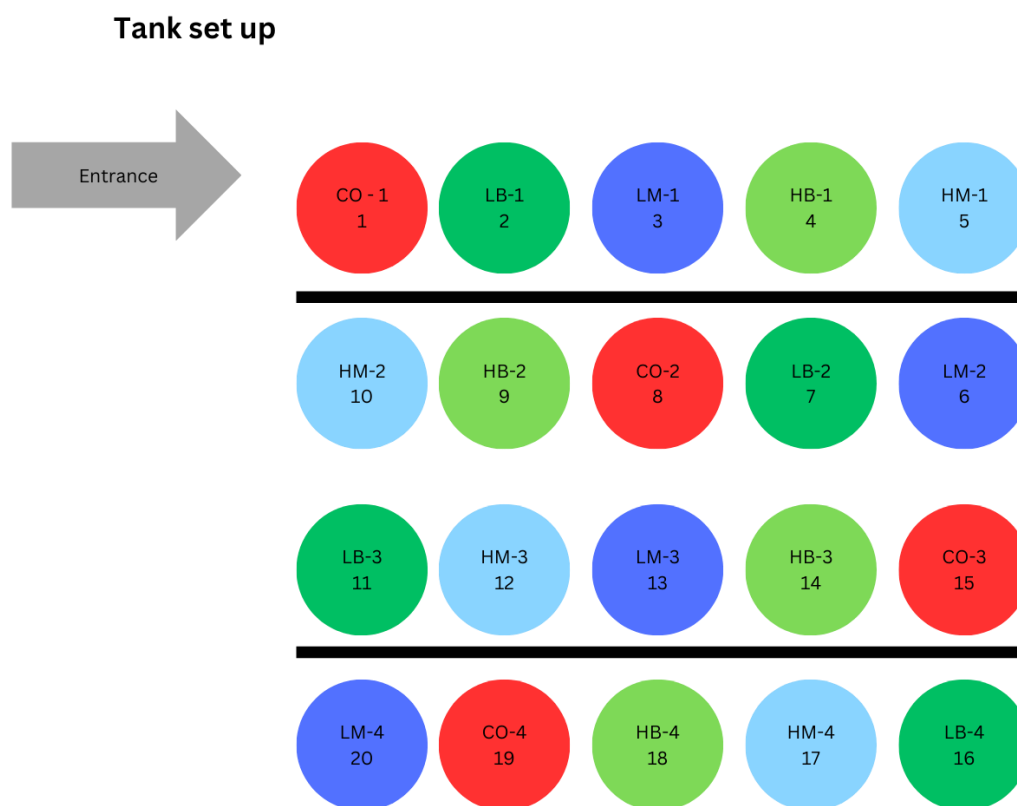 Tank set up
Entrance
CO - 1
1
LB-1
2
LM-1
3
HB-1
4
HM-1
5
HM-2
10
HB-2
9
CO-2
8
LB-2
7
LM-2
6
LB-3
11
HM-3
12
LM-3
13
HB-3
14
CO-3
15
LM-4
20
CO-4
19
HB-4
18
HM-4
17
LB-4
16